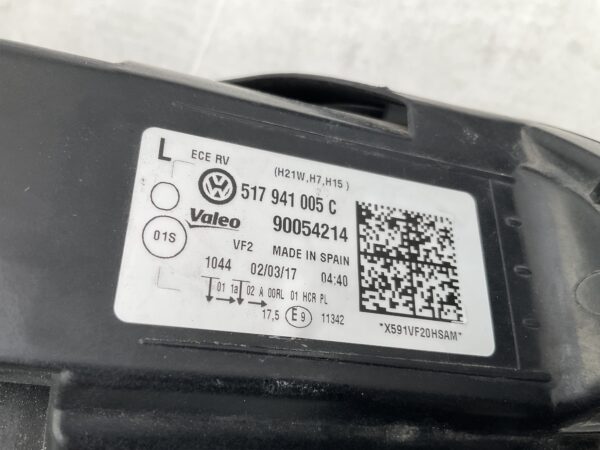 L ECE RV (H21W,H7,H15)
517 941 005 C
Valeo 90054214
01S
VF2 MADE IN SPAIN
1044 02/03/17 04:40
01 1a 02 A 00RL 01 HCR PL
17,5 E9 11342
"X591VF20HSAM"